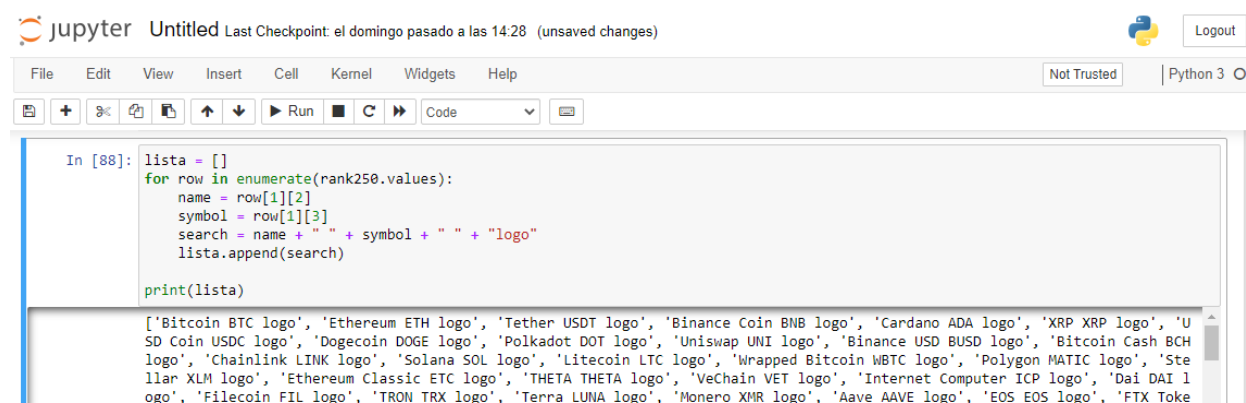 jupyter Untitled Last Checkpoint: el domingo pasado a las 14:28 (unsaved changes) Logout
File Edit View Insert Cell Kernel Widgets Help Not Trusted Python 3
Run Code
In [88]: lista = []
for row in enumerate(rank250.values):
name = row[1][2]
symbol = row[1][3]
search = name + " " + symbol + " " + "logo"
lista.append(search)
print(lista)
['Bitcoin BTC logo', 'Ethereum ETH logo', 'Tether USDT logo', 'Binance Coin BNB logo', 'Cardano ADA logo', 'XRP XRP logo', 'U
SD Coin USDC logo', 'Dogecoin DOGE logo', 'Polkadot DOT logo', 'Uniswap UNI logo', 'Binance USD BUSD logo', 'Bitcoin Cash BCH
logo', 'Chainlink LINK logo', 'Solana SOL logo', 'Litecoin LTC logo', 'Wrapped Bitcoin WBTC logo', 'Polygon MATIC logo', 'Ste
llar XLM logo', 'Ethereum Classic ETC logo', 'THETA THETA logo', 'VeChain VET logo', 'Internet Computer ICP logo', 'Dai DAI l
ogo', 'Filecoin FIL logo', 'TRON TRX logo', 'Terra LUNA logo', 'Monero XMR logo', 'Aave AAVE logo', 'EOS EOS logo', 'FTX Toke